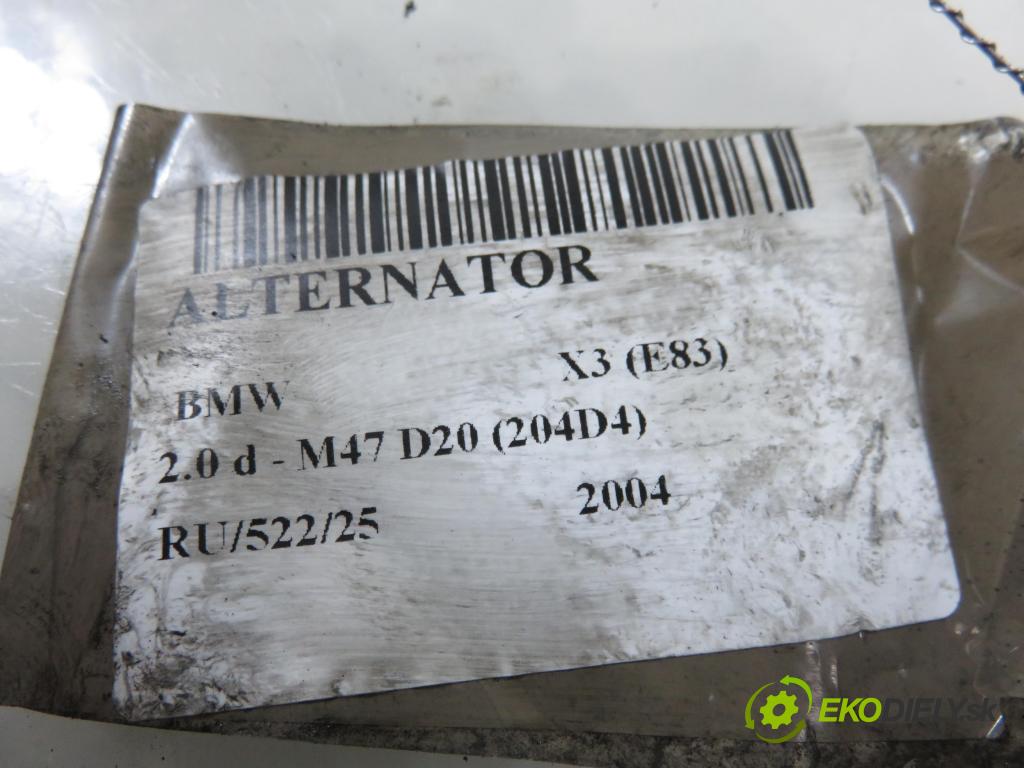 ALTERNATOR
BMW X3 (E83)
2.0 d - M47 D20 (204D4)
RU/522/25 2004
EKODIELY.sk